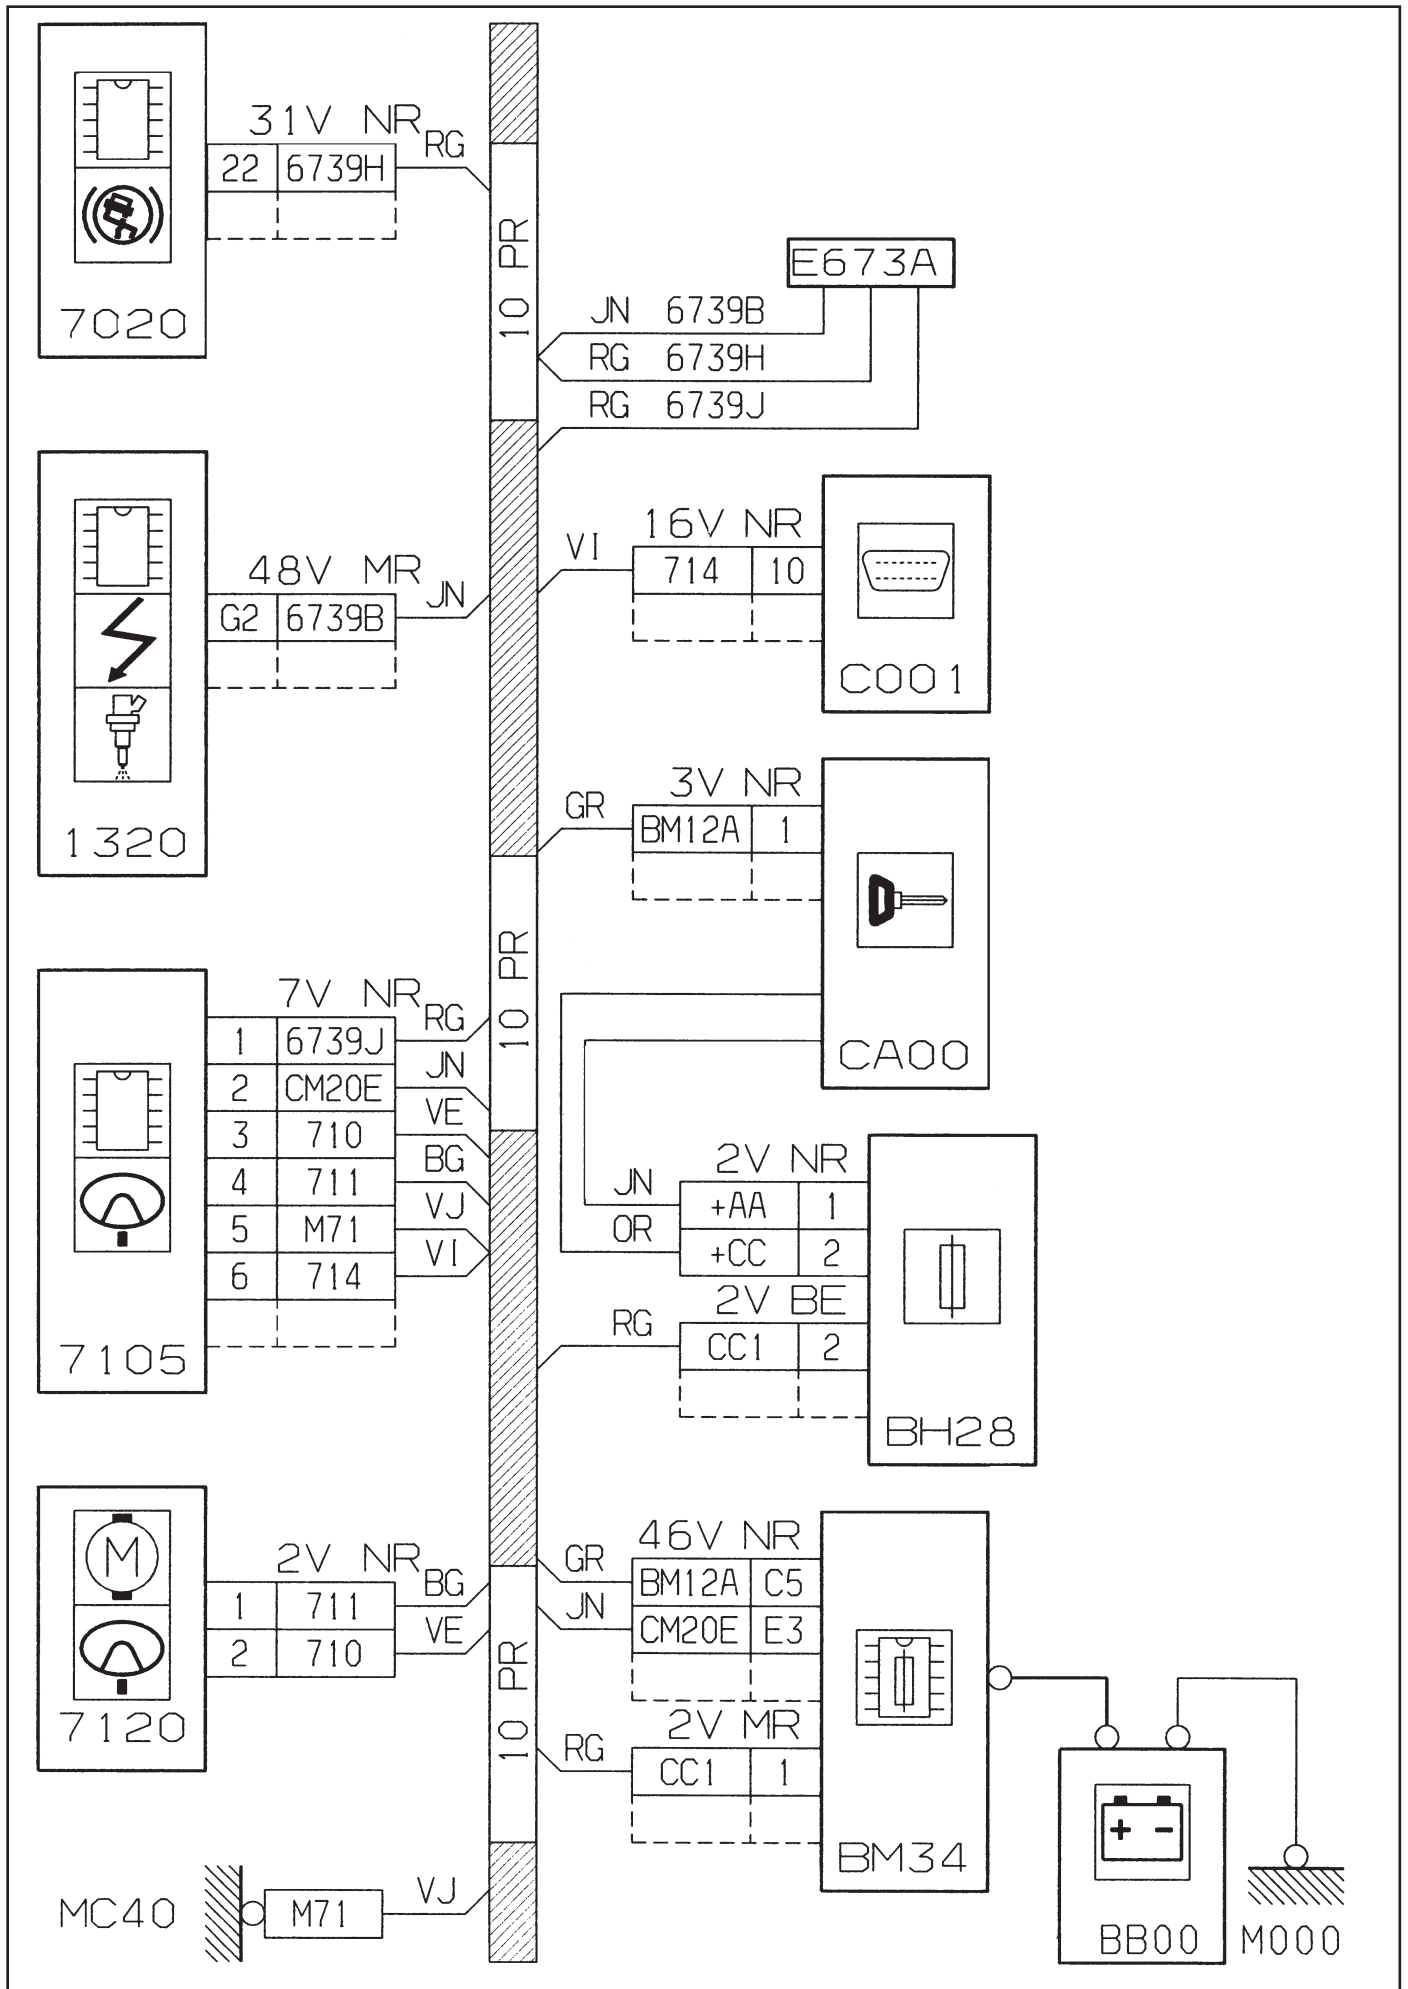 31V NR
RG
22 6739H
7020
10 PR
E673A
JN 6739B
RG 6739H
RG 6739J
48V MR
JN
G2 6739B
1320
16V NR
VI
714 10
C001
3V NR
GR
BM12A 1
CA00
10 PR
7V NR
RG
1 6739J
JN
2 CM20E
VE
3 710
BG
4 711
VJ
5 M71
VI
6 714
7105
2V NR
JN
+AA 1
OR
+CC 2
2V BE
RG
CC1 2
BH28
M
2V NR
BG
1 711
VE
2 710
7120
10 PR
46V NR
GR
BM12A C5
JN
CM20E E3
2V MR
RG
CC1 1
BM34
+ -
BB00
M000
MC40
M71
VJ